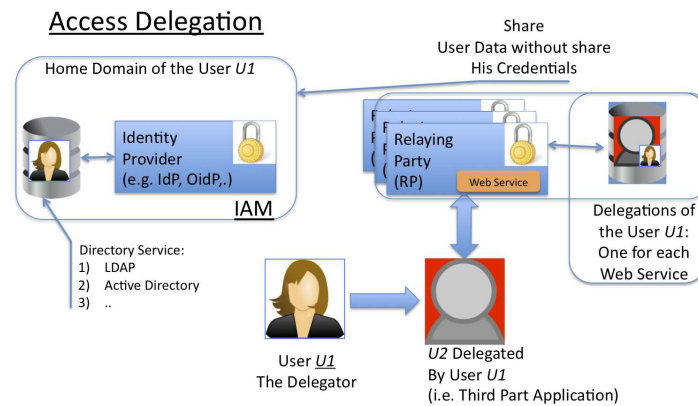 Access Delegation
Share
User Data without share
His Credentials
Home Domain of the User U1
Identity
Provider
(e.g. IdP, OidP,.)
IAM
Relaying
Party
(RP)
Web Service
Delegations of
the User U1:
One for each
Web Service
Directory Service:
1) LDAP
2) Active Directory
3) ..
User U1
The Delegator
U2 Delegated
By User U1
(i.e. Third Part Application)